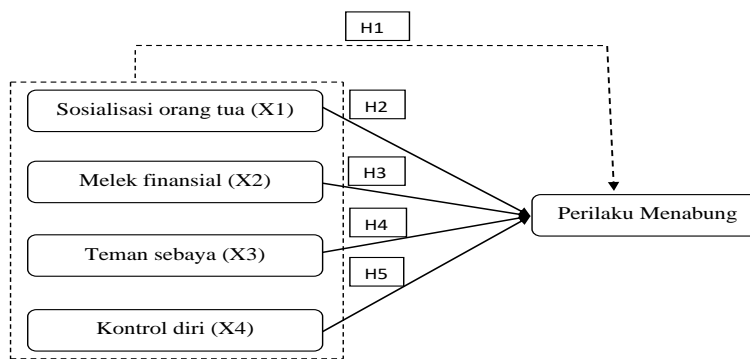 H1
Sosialisasi orang tua (X1)
H2
Melek finansial (X2)
H3
Perilaku Menabung
Teman sebaya (X3)
H4
Kontrol diri (X4)
H5